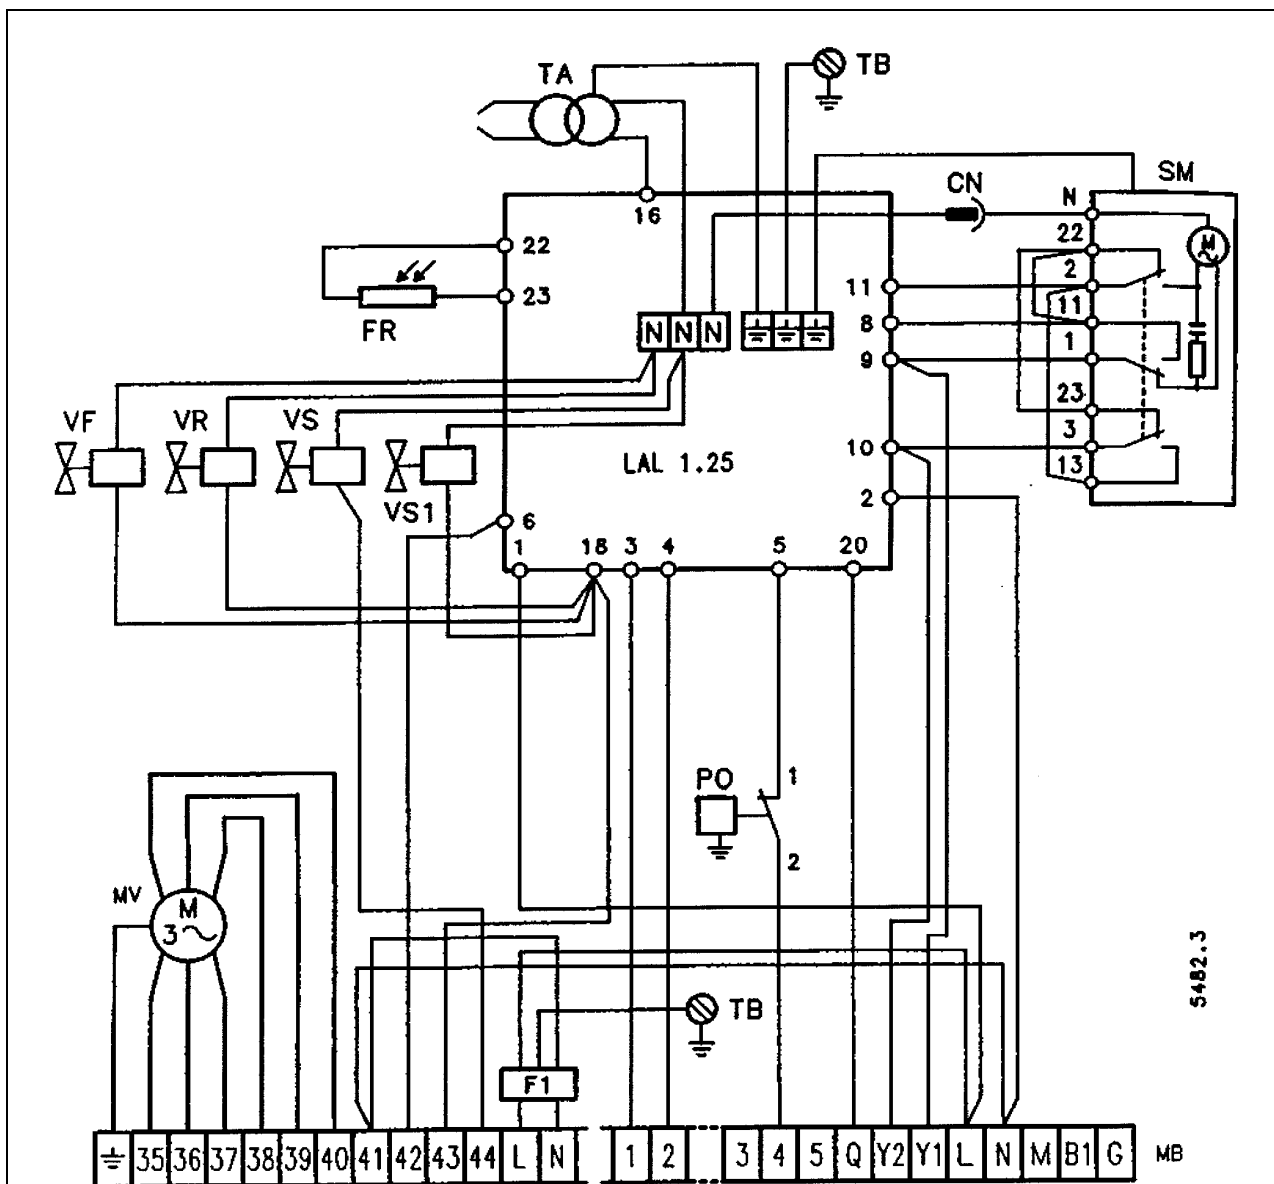 TA
TB
SM
CN
N
16
22
22
2
11
23
11
FR
N N N
8
1
9
VF
VR
VS
23
3
10
LAL 1.25
13
VS1
2
6
1
18
3
4
5
20
M
PO
1
2
MV
M
3
5482.3
TB
F1
35 36 37 38 39 40 41 42 43 44 L N 1 2 3 4 5 Q Y2 Y1 L N M B1 G
MB